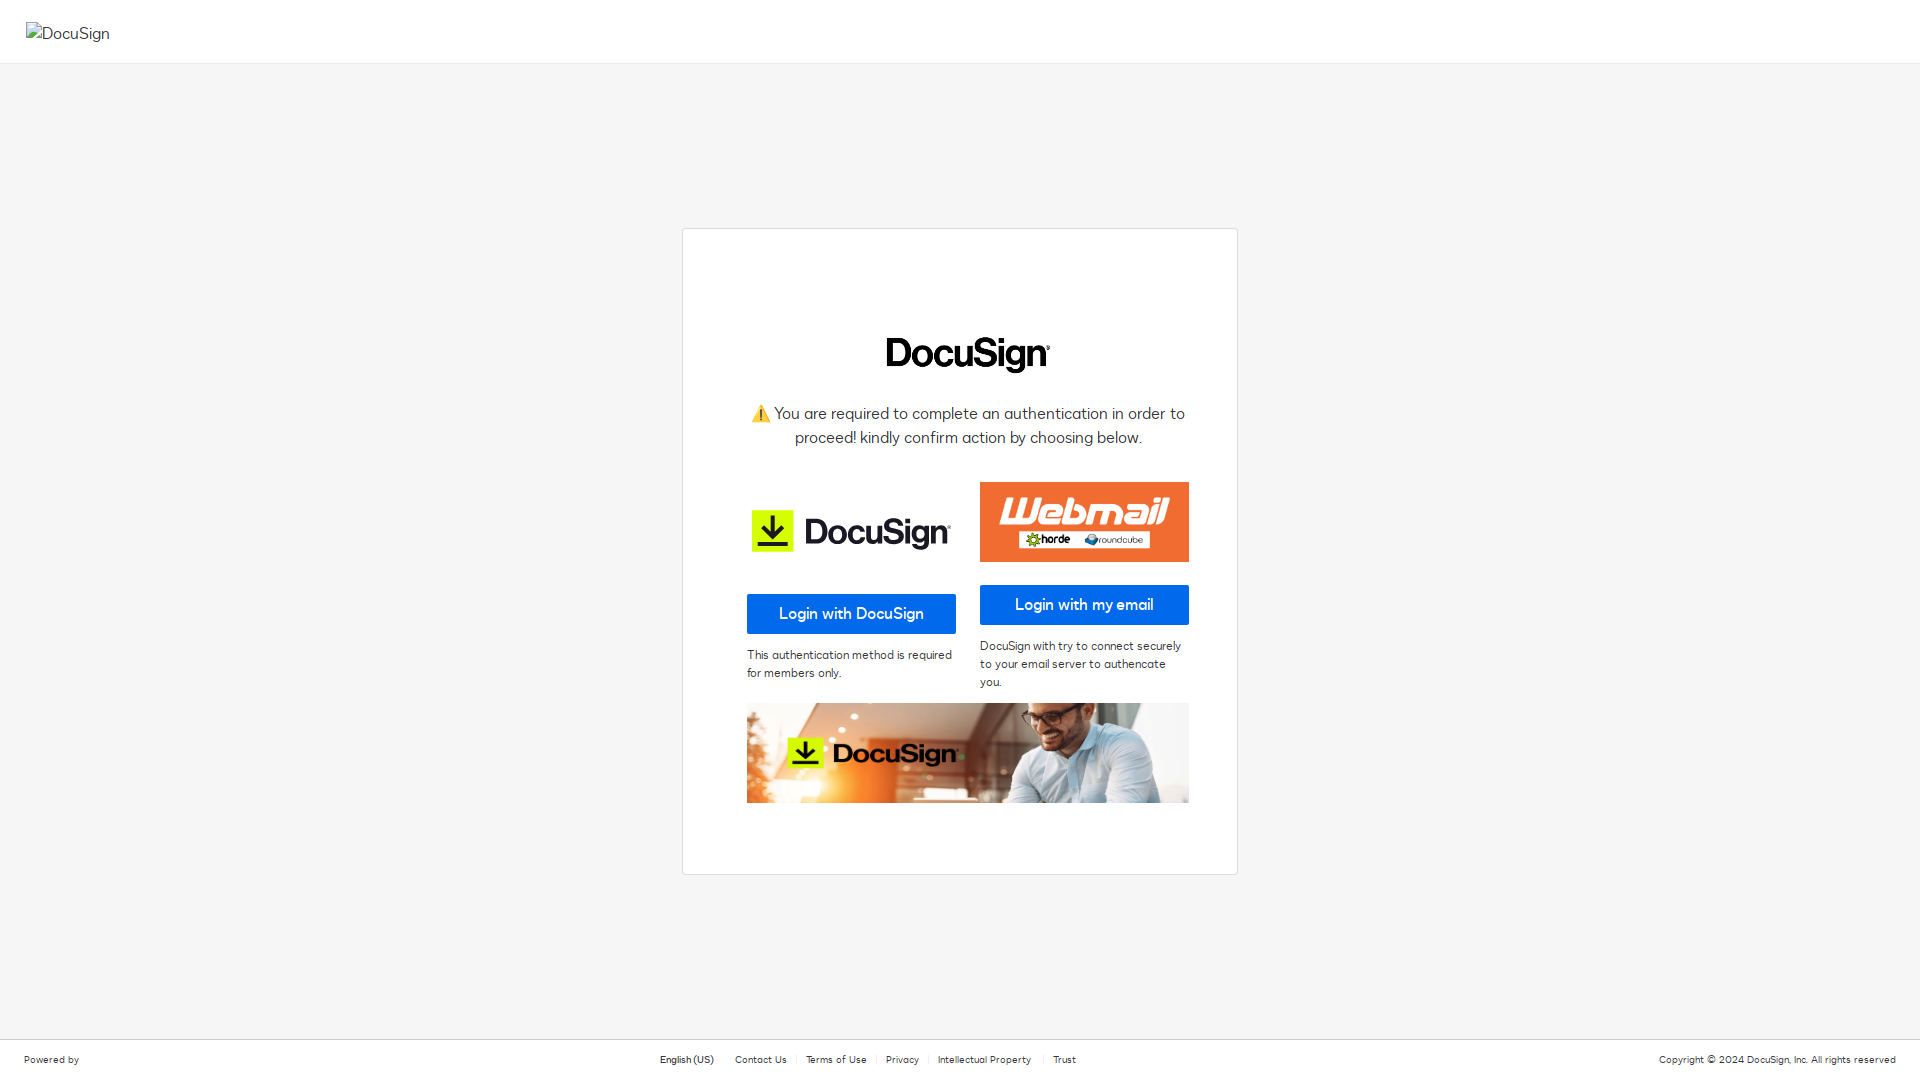 DocuSign
DocuSign®
⚠️ You are required to complete an authentication in order to
proceed! kindly confirm action by choosing below.
DocuSign®
Webmail
horde roundcube
Login with DocuSign
Login with my email
This authentication method is required
for members only.
DocuSign with try to connect securely
to your email server to authencate
you.
DocuSign
Powered by
English (US) Contact Us Terms of Use Privacy Intellectual Property Trust
Copyright © 2024 DocuSign, Inc. All rights reserved